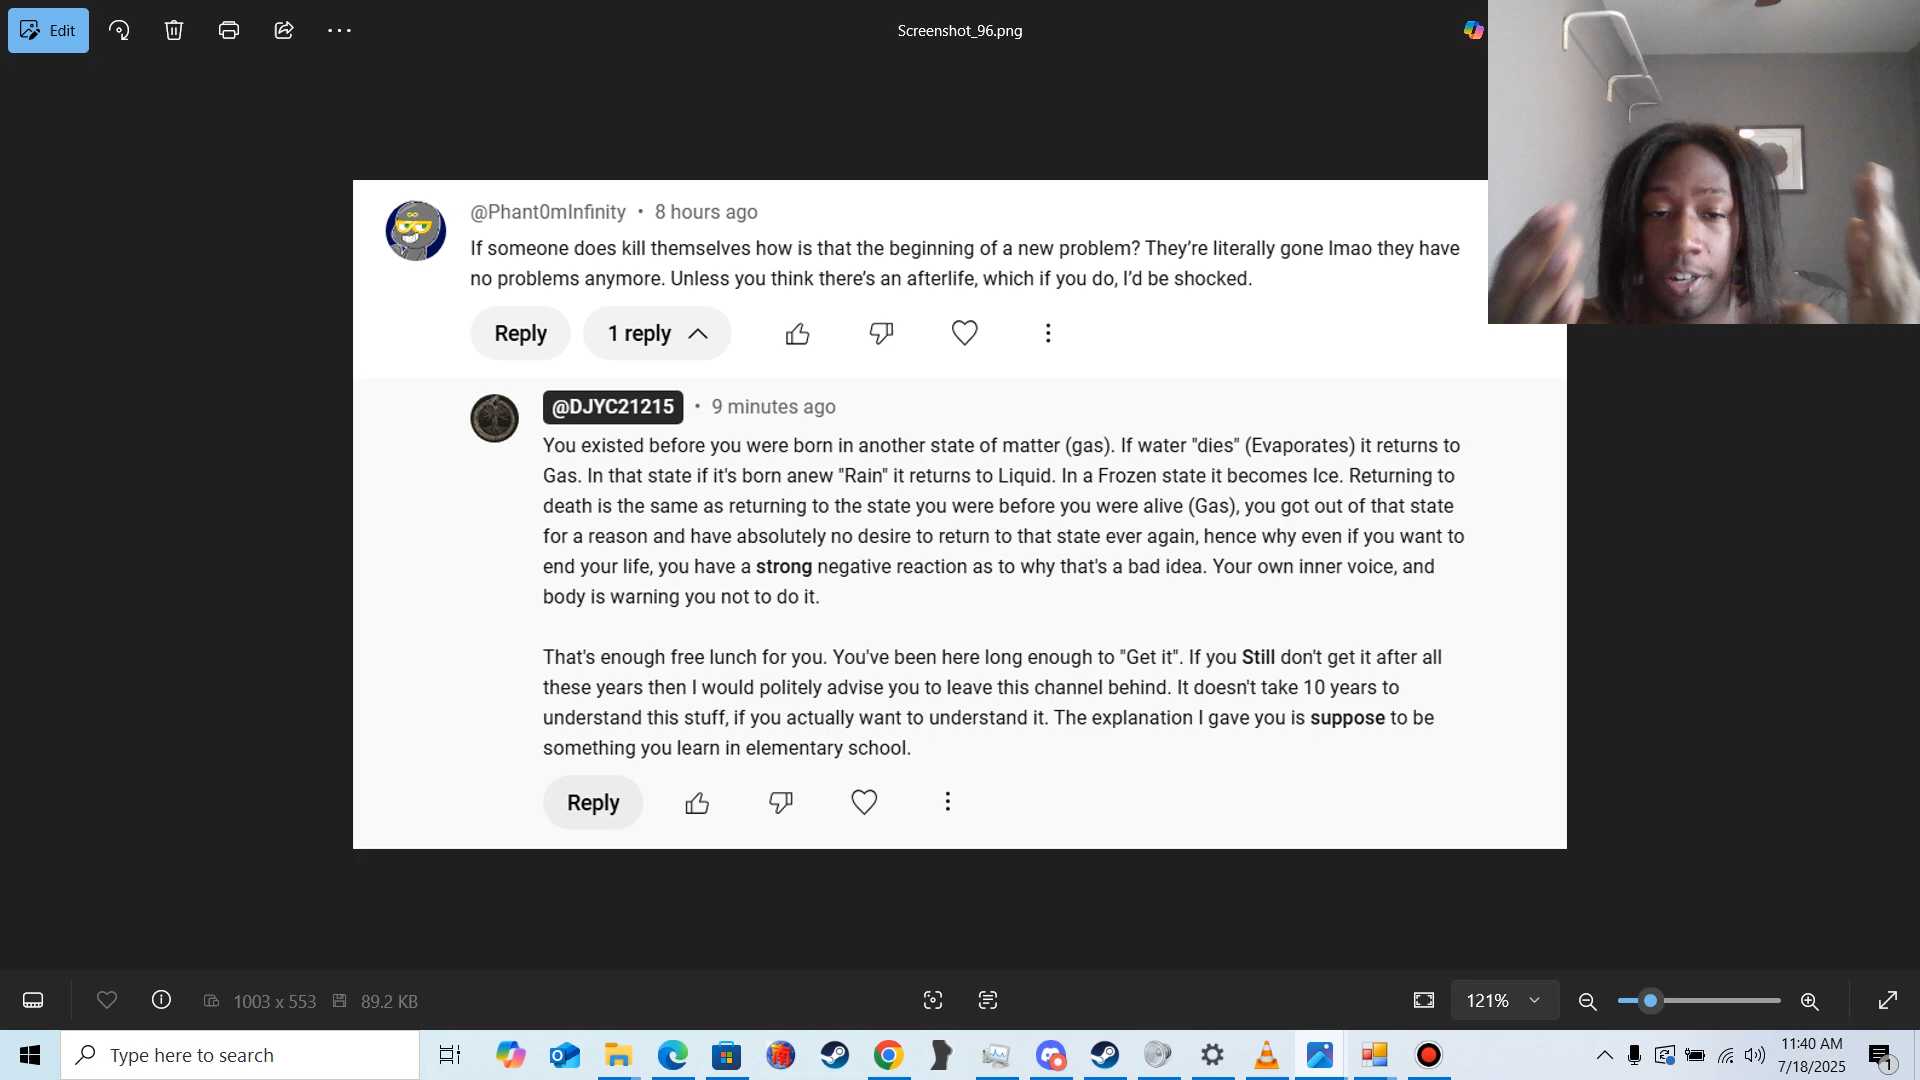 Edit
Screenshot_96.png
@Phant0mInfinity • 8 hours ago
If someone does kill themselves how is that the beginning of a new problem? They're literally gone lmao they have
no problems anymore. Unless you think there's an afterlife, which if you do, I'd be shocked.
Reply
1 reply
@DJYC21215 • 9 minutes ago
You existed before you were born in another state of matter (gas). If water "dies" (Evaporates) it returns to
Gas. In that state if it's born anew "Rain" it returns to Liquid. In a Frozen state it becomes Ice. Returning to
death is the same as returning to the state you were before you were alive (Gas), you got out of that state
for a reason and have absolutely no desire to return to that state ever again, hence why even if you want to
end your life, you have a strong negative reaction as to why that's a bad idea. Your own inner voice, and
body is warning you not to do it.
That's enough free lunch for you. You've been here long enough to "Get it". If you Still don't get it after all
these years then I would politely advise you to leave this channel behind. It doesn't take 10 years to
understand this stuff, if you actually want to understand it. The explanation I gave you is suppose to be
something you learn in elementary school.
Reply
1003 x 553
89.2 KB
121%
Type here to search
11:40 AM
7/18/2025
1